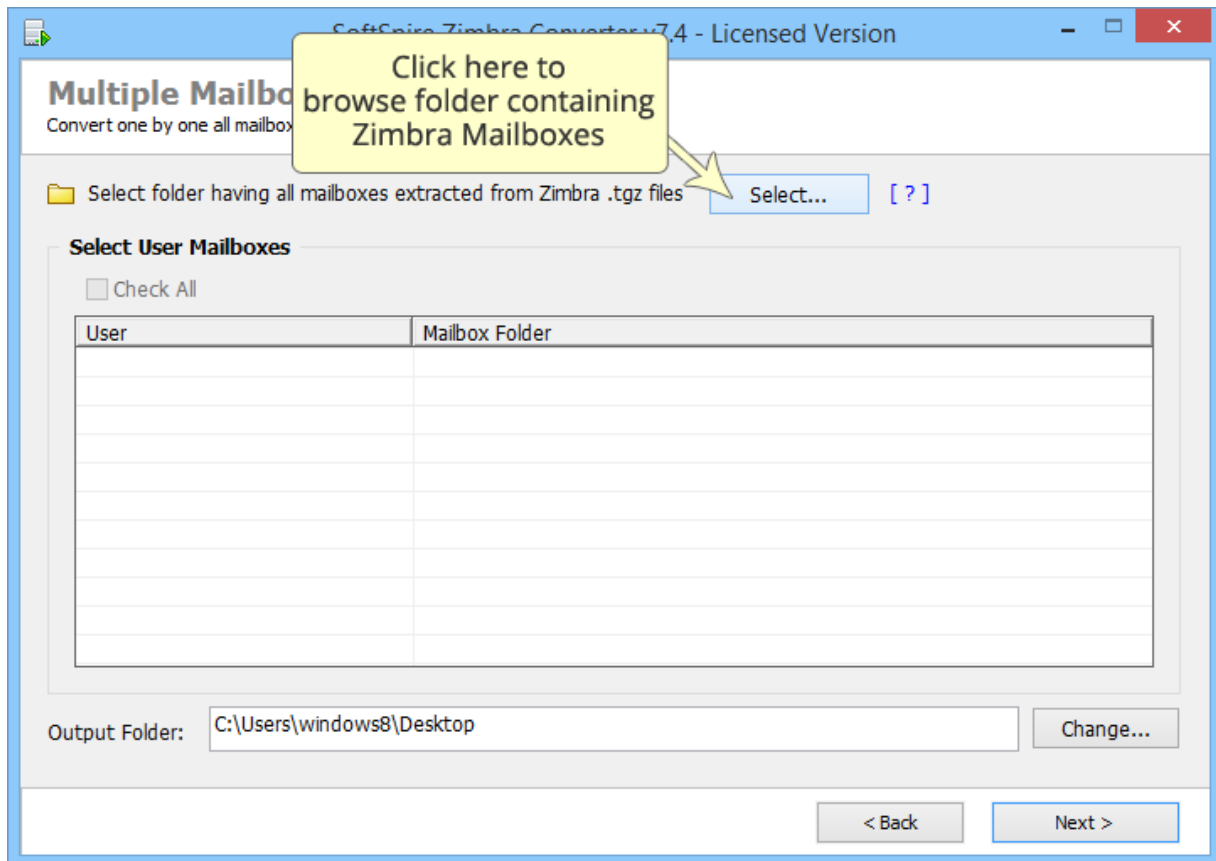 SoftSpire Zimbra Converter v7.4 - Licensed Version
Click here to
browse folder containing
Zimbra Mailboxes
Multiple
Convert one by one all
Select folder having all mailboxes extracted from Zimbra .tgz files
Select...
[ ? ]
Select User Mailboxes
Check All
User
Mailbox Folder
Output Folder:
C:\Users\windows8\Desktop
Change...
< Back
Next >